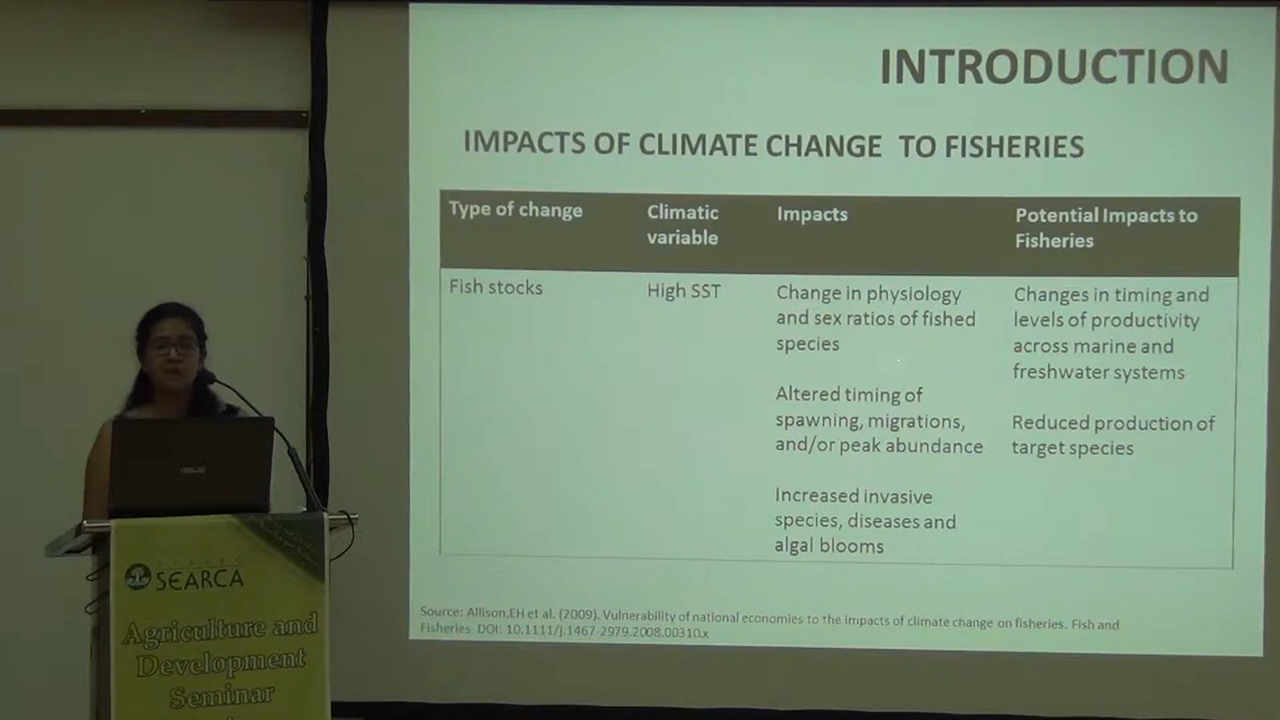 INTRODUCTION
IMPACTS OF CLIMATE CHANGE TO FISHERIES
Type of change
Climatic
variable
Impacts
Potential Impacts to
Fisheries
Fish stocks
High SST
Change in physiology
and sex ratios of fished
species
Altered timing of
spawning, migrations,
and/or peak abundance
Increased invasive
species, diseases and
algal blooms
Changes in timing and
levels of productivity
across marine and
freshwater systems
Reduced production of
target species
Source: Allison,EH et al. (2009). Vulnerability of national economies to the impacts of climate change on fisheries. Fish and
Fisheries DOI: 10.1111/j.1467-2979.2008.00310.x
ASUS
SEARCA
Agriculture and
Development
Seminar